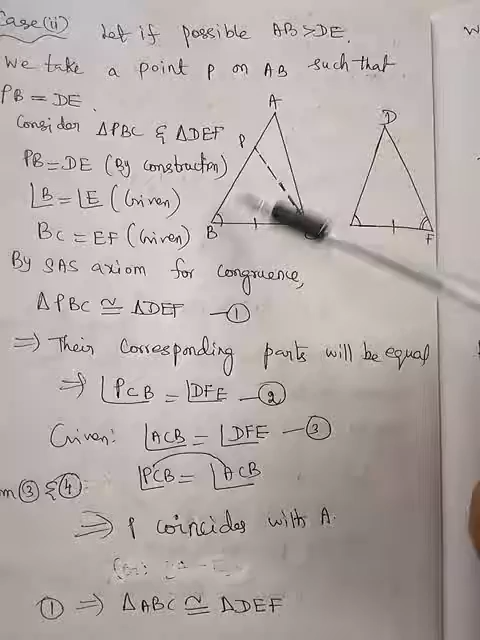 Case (ii) Let if possible AB > DE.
We take a point P on AB such that
PB = DE.
Consider ΔPBC & ΔDEF
PB = DE (By construction)
∠B = ∠E (Given)
BC = EF (Given)
A
P
B
D
F
By SAS axiom for congruence,
ΔPBC ≅ ΔDEF —①
⇒ Their corresponding parts will be equal
⇒ ∠PCB = ∠DFE —②
Given: ∠ACB = ∠DFE —③
∠PCB = ∠ACB
m ③ & ④
⇒ P coincides with A.
① ⇒ ΔABC ≅ ΔDEF